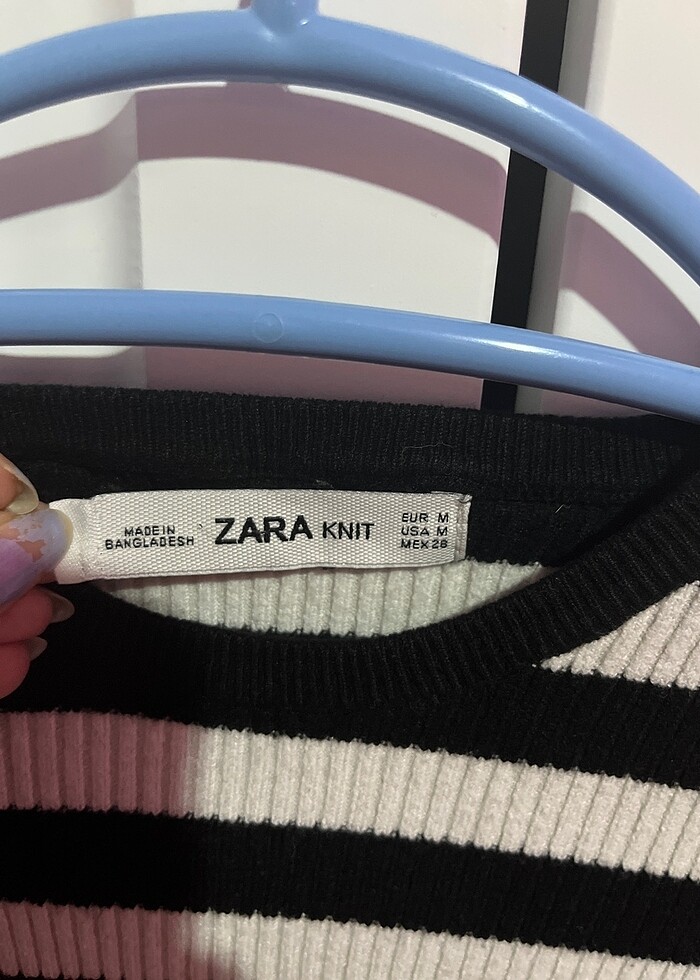 MADE IN
BANGLADESH
ZARA KNIT
EUR M
USA M
MEX 28